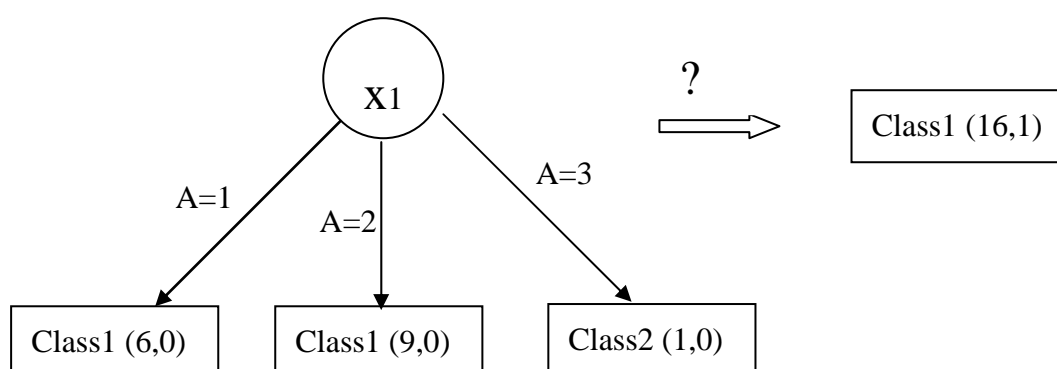 X1
?
Class1 (16,1)
A=1
A=2
A=3
Class1 (6,0)
Class1 (9,0)
Class2 (1,0)